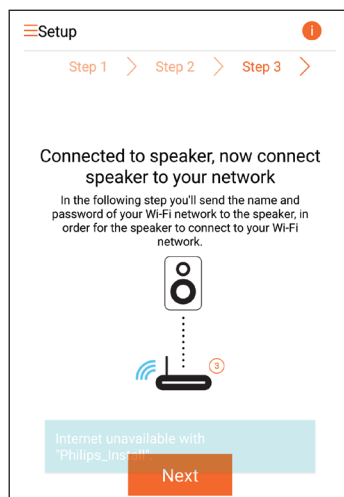 Setup
i
Step 1 > Step 2 > Step 3 >
Connected to speaker, now connect
speaker to your network
In the following step you'll send the name and
password of your Wi-Fi network to the speaker, in
order for the speaker to connect to your Wi-Fi
network.
3
Internet unavailable with
"Philips_Install".
Next